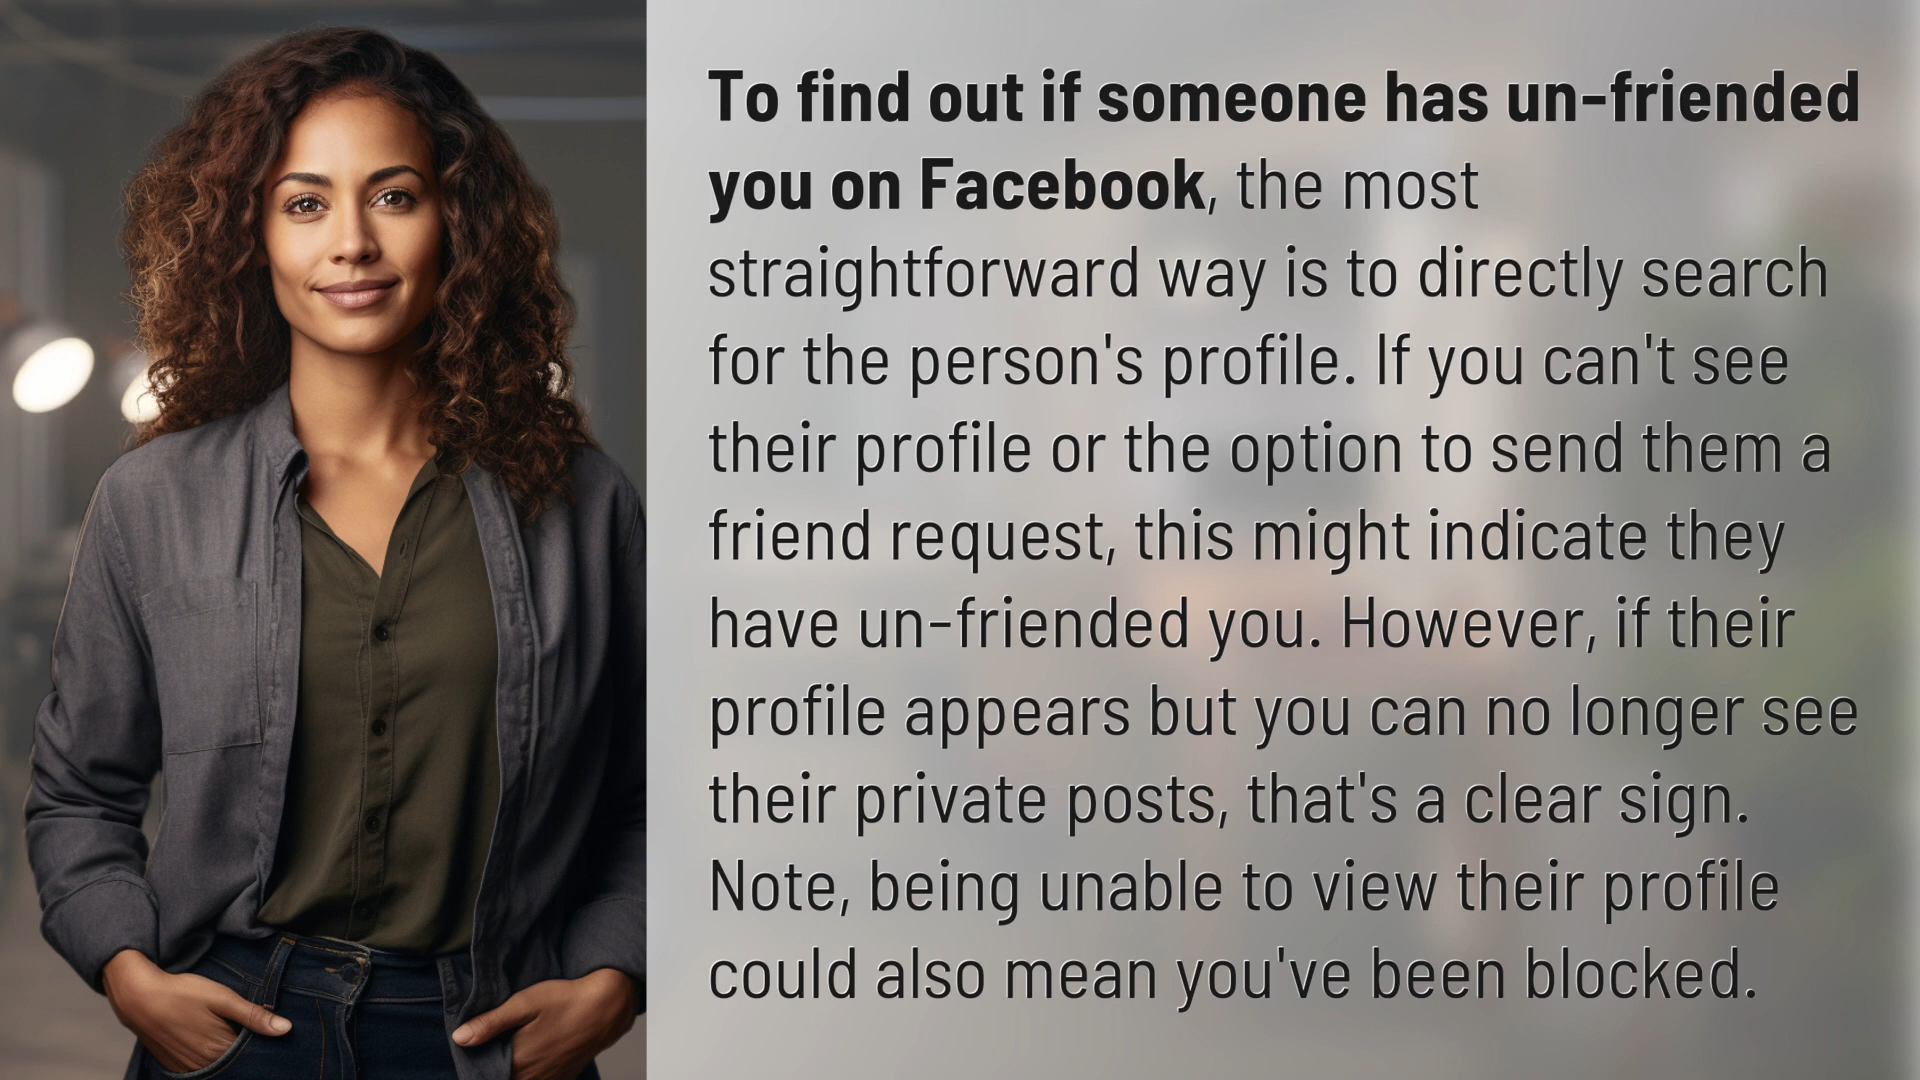 To find out if someone has un-friended
you on Facebook, the most
straightforward way is to directly search
for the person's profile. If you can't see
their profile or the option to send them a
friend request, this might indicate they
have un-friended you. However, if their
profile appears but you can no longer see
their private posts, that's a clear sign.
Note, being unable to view their profile
could also mean you've been blocked.